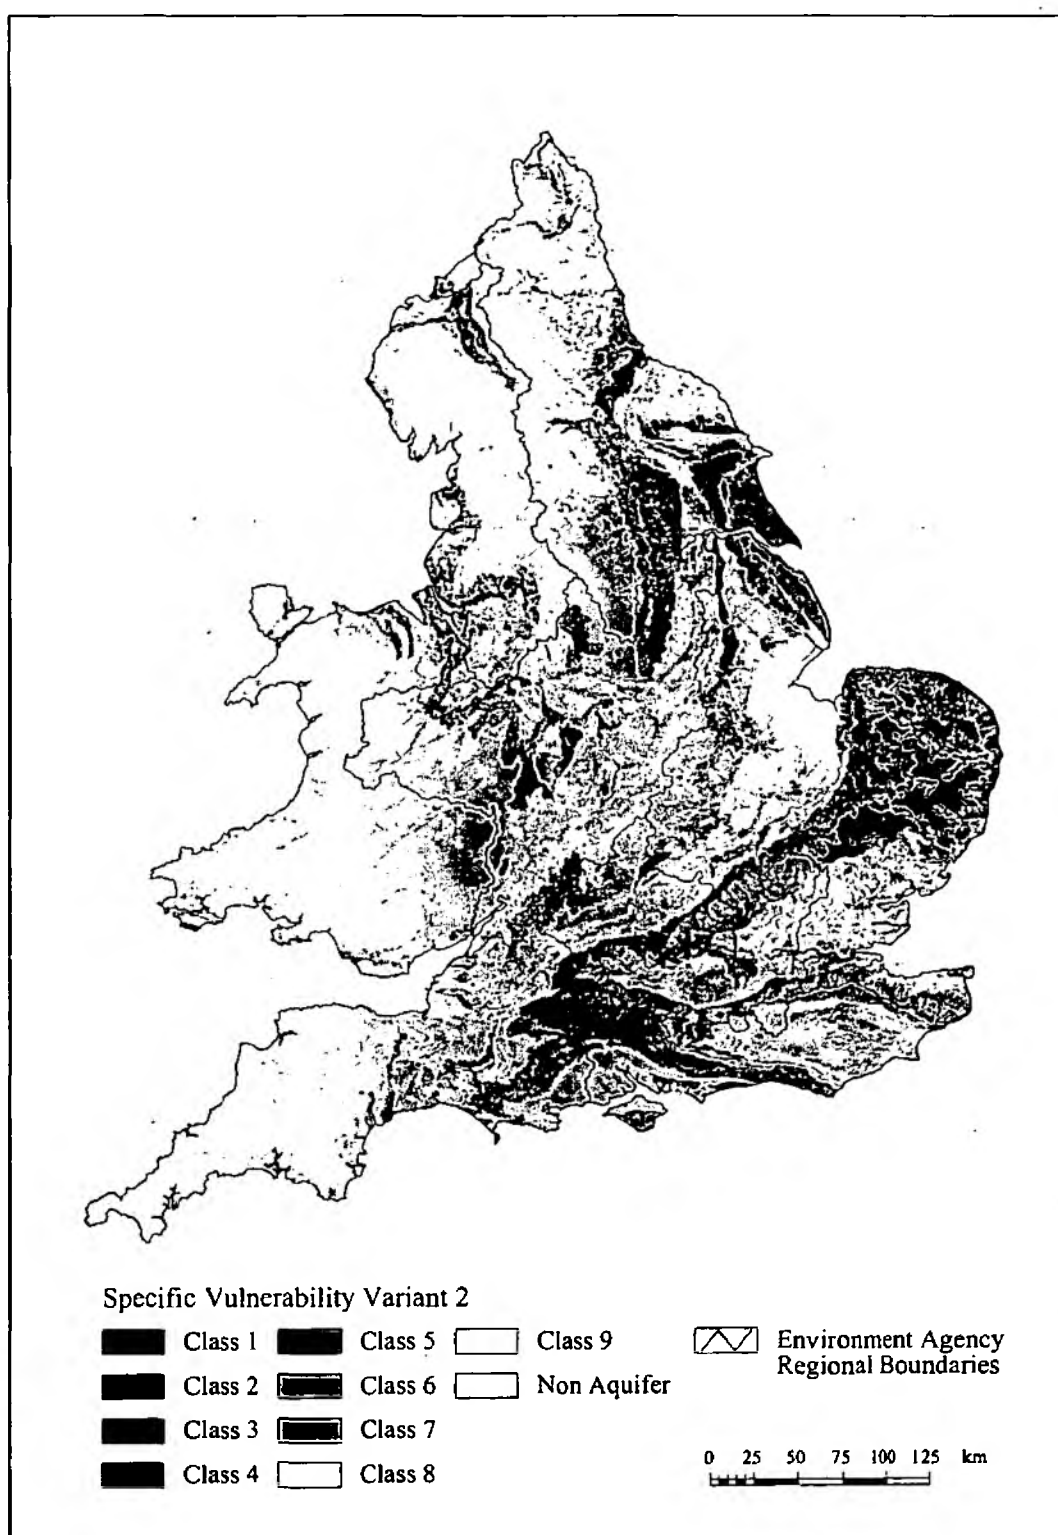 Specific Vulnerability Variant 2
Class 1
Class 2
Class 3
Class 4
Class 5
Class 6
Class 7
Class 8
Class 9
Non Aquifer
Environment Agency
Regional Boundaries
0 25 50 75 100 125 km